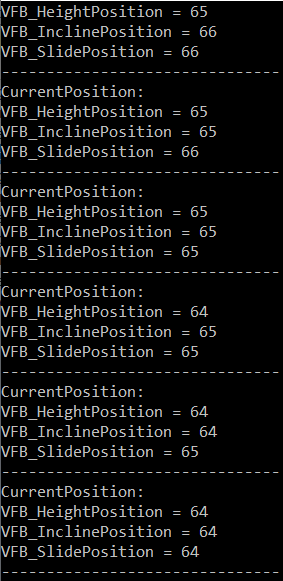 VFB_HeightPosition = 65
VFB_InclinePosition = 66
VFB_SlidePosition = 66
-------------------------------
CurrentPosition:
VFB_HeightPosition = 65
VFB_InclinePosition = 65
VFB_SlidePosition = 66
-------------------------------
CurrentPosition:
VFB_HeightPosition = 65
VFB_InclinePosition = 65
VFB_SlidePosition = 65
-------------------------------
CurrentPosition:
VFB_HeightPosition = 64
VFB_InclinePosition = 65
VFB_SlidePosition = 65
-------------------------------
CurrentPosition:
VFB_HeightPosition = 64
VFB_InclinePosition = 64
VFB_SlidePosition = 65
-------------------------------
CurrentPosition:
VFB_HeightPosition = 64
VFB_InclinePosition = 64
VFB_SlidePosition = 64
-------------------------------